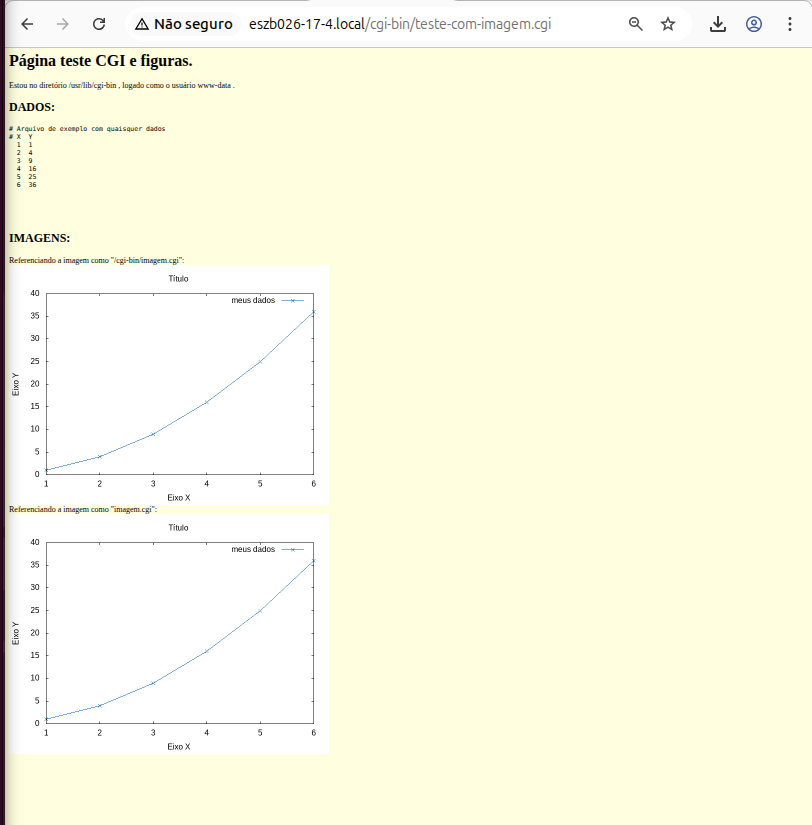 Não seguro eszb026-17-4.local/cgi-bin/teste-com-imagem.cgi
Página teste CGI e figuras.
Estou no diretório /usr/lib/cgi-bin , logado como o usuário www-data .
DADOS:
# Arquivo de exemplo com quaisquer dados
# X Y
1 1
2 4
3 9
4 16
5 25
6 36
IMAGENS:
Referenciando a imagem como "/cgi-bin/imagem.cgi":
Título
meus dados
40
35
30
25
20
15
10
5
0
Eixo Y
1 2 3 4 5 6
Eixo X
Referenciando a imagem como "imagem.cgi":
Título
meus dados
40
35
30
25
20
15
10
5
0
Eixo Y
1 2 3 4 5 6
Eixo X